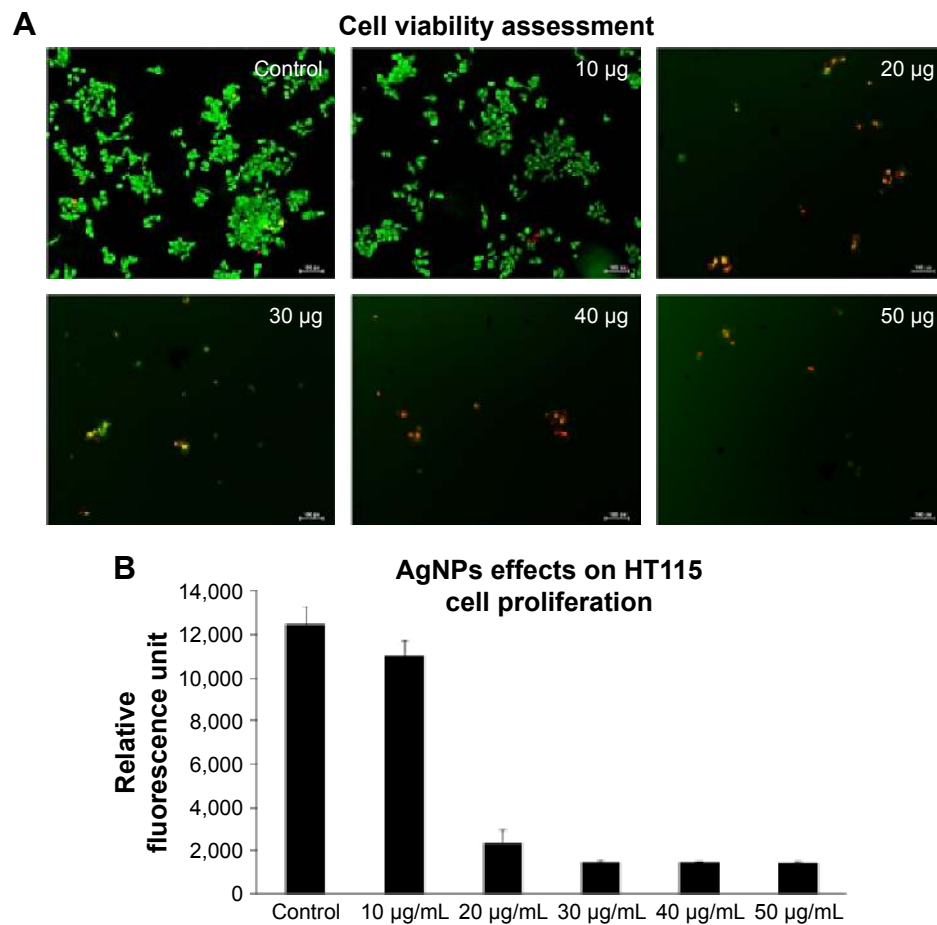 A
Cell viability assessment
Control
10 µg
20 µg
30 µg
40 µg
50 µg
B
AgNPs effects on HT115
cell proliferation
Relative
fluorescence unit
14,000
12,000
10,000
8,000
6,000
4,000
2,000
0
Control
10 µg/mL
20 µg/mL
30 µg/mL
40 µg/mL
50 µg/mL